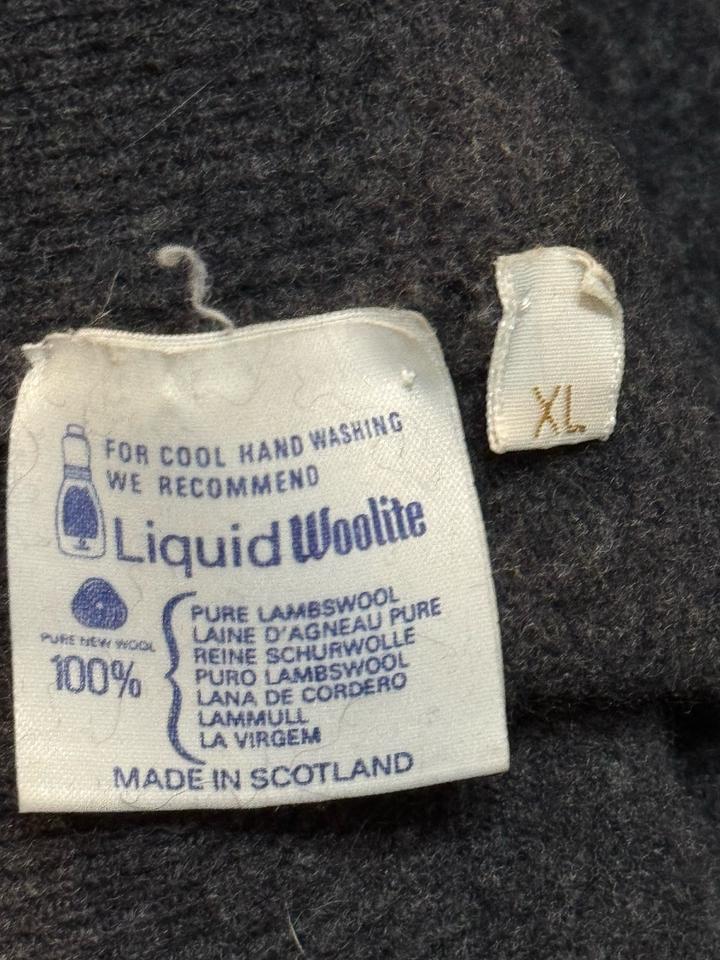 FOR COOL HAND WASHING
WE RECOMMEND
Liquid Woolite
PURE NEW WOOL
100%
PURE LAMBSWOOL
LAINE D'AGNEAU PURE
REINE SCHURWOLLE
PURO LAMBSWOOL
LANA DE CORDERO
LAMMULL
LA VIRGEM
MADE IN SCOTLAND
XL